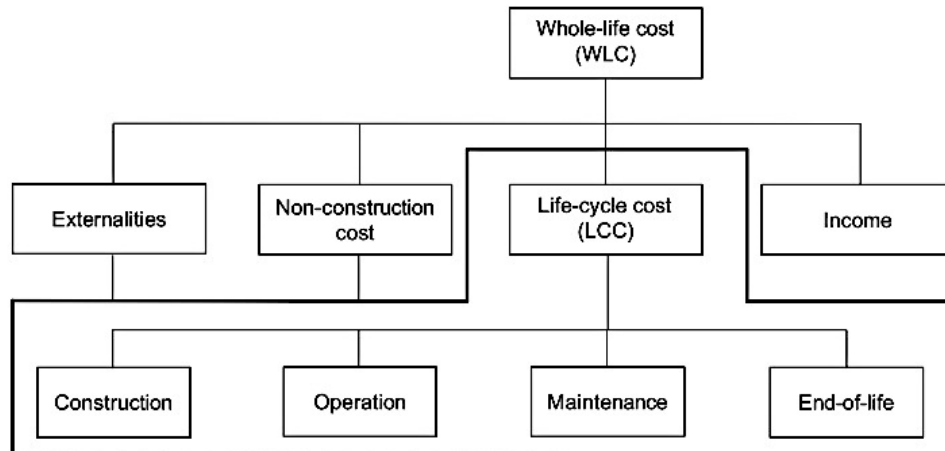 Whole-life cost
(WLC)
Externalities
Non-construction
cost
Life-cycle cost
(LCC)
Income
Construction
Operation
Maintenance
End-of-life